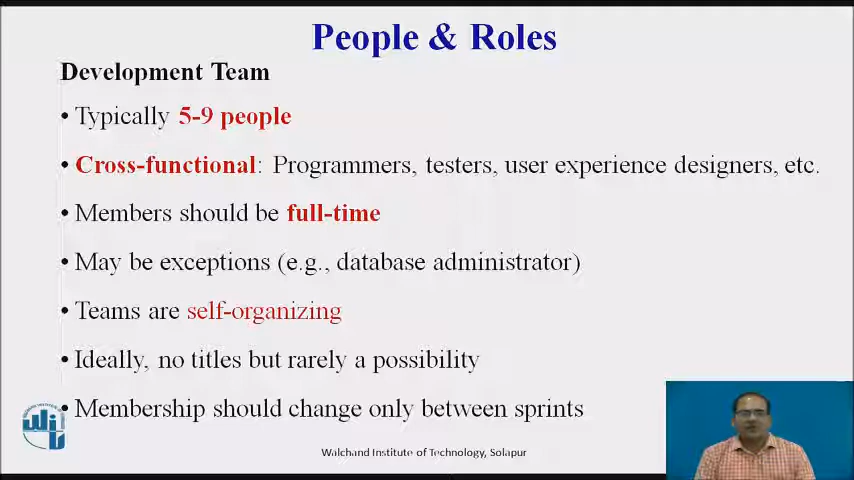 People & Roles
Development Team
• Typically 5-9 people
• Cross-functional: Programmers, testers, user experience designers, etc.
• Members should be full-time
• May be exceptions (e.g., database administrator)
• Teams are self-organizing
• Ideally, no titles but rarely a possibility
• Membership should change only between sprints
Walchand Institute of Technology, Solapur